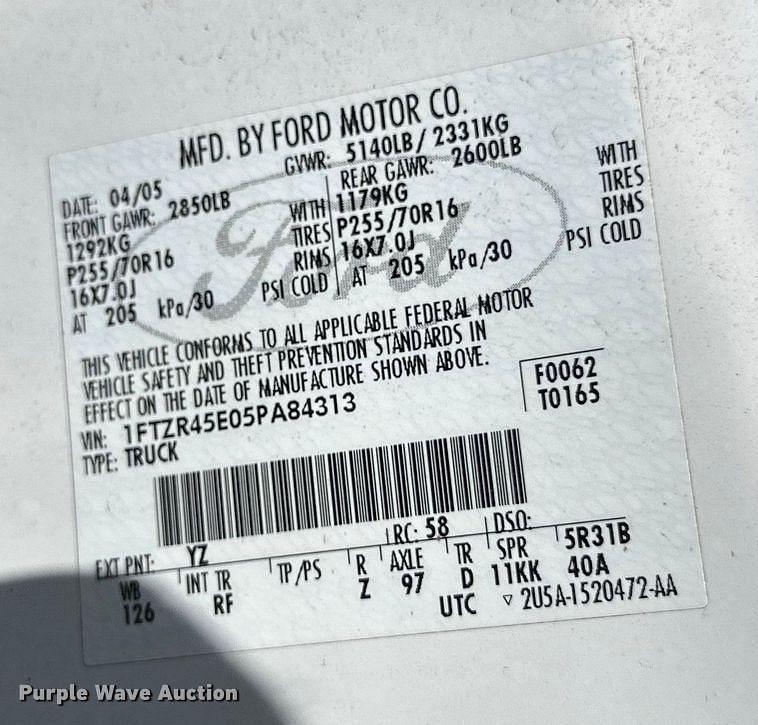 MFD. BY FORD MOTOR CO.
DATE: 04/05 GVWR: 5140LB/ 2331KG
FRONT GAWR: 2850LB REAR GAWR: 2600LB
1292KG WITH 1179KG WITH
P255/70R16 TIRES P255/70R16 TIRES
16X7.0J RIMS 16X7.0J RIMS
AT 205 kPa/30 PSI COLD AT 205 kPa/30 PSI COLD
Ford
THIS VEHICLE CONFORMS TO ALL APPLICABLE FEDERAL MOTOR
VEHICLE SAFETY AND THEFT PREVENTION STANDARDS IN
EFFECT ON THE DATE OF MANUFACTURE SHOWN ABOVE.
VIN: 1FTZR45E05PA84313 F0062
TYPE: TRUCK T0165
EXT PNT: YZ RC: 58 DSO:
WB INT TR TP/PS R AXLE TR SPR 5R31B
126 RF Z 97 D 11KK 40A
UTC ▽ 2U5A-1520472-AA
Purple Wave Auction